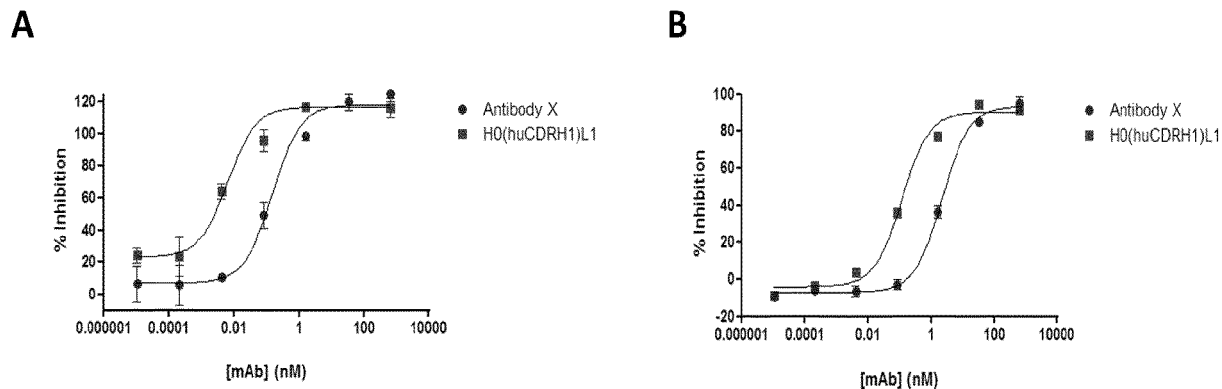 A
% Inhibition
120
100
80
60
40
20
0
0.000001 0.0001 0.01 1 100 10000
[mAb] (nM)
Antibody X
H0(huCDRH1)L1
B
% Inhibition
100
80
60
40
20
0
-20
0.000001 0.0001 0.01 1 100 10000
[mAb] (nM)
Antibody X
H0(huCDRH1)L1